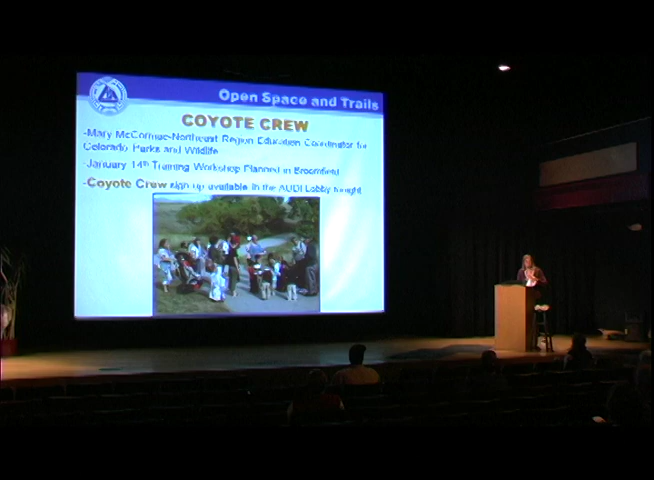 Open Space and Trails
COYOTE CREW
-Mary McCormac-Northeast Region Education Coordinator for
Colorado Parks and Wildlife
-January 14th Training Workshop Planned in Broomfield
-Coyote Crew sign up available in the AUDI Lobby tonight